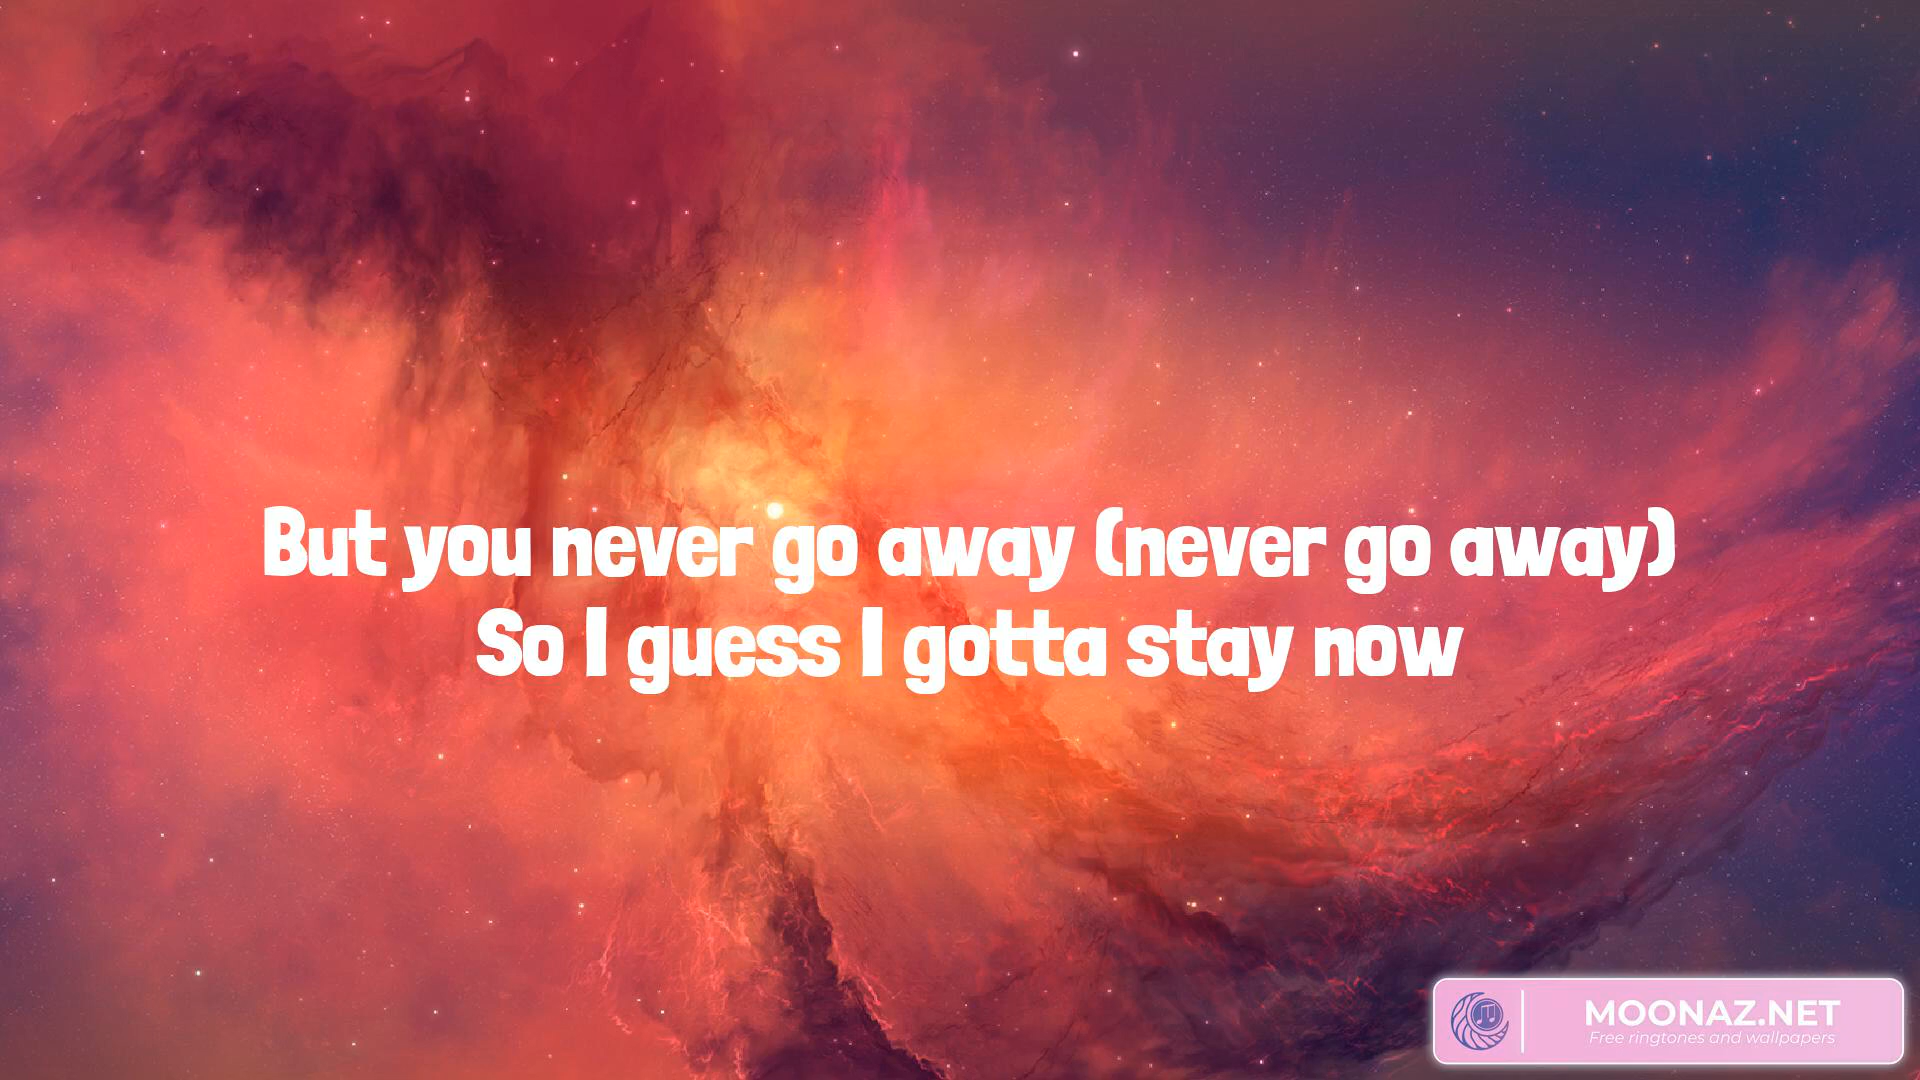 But you never go away (never go away)
So I guess I gotta stay now
MOONAZ.NET
Free ringtones and wallpapers